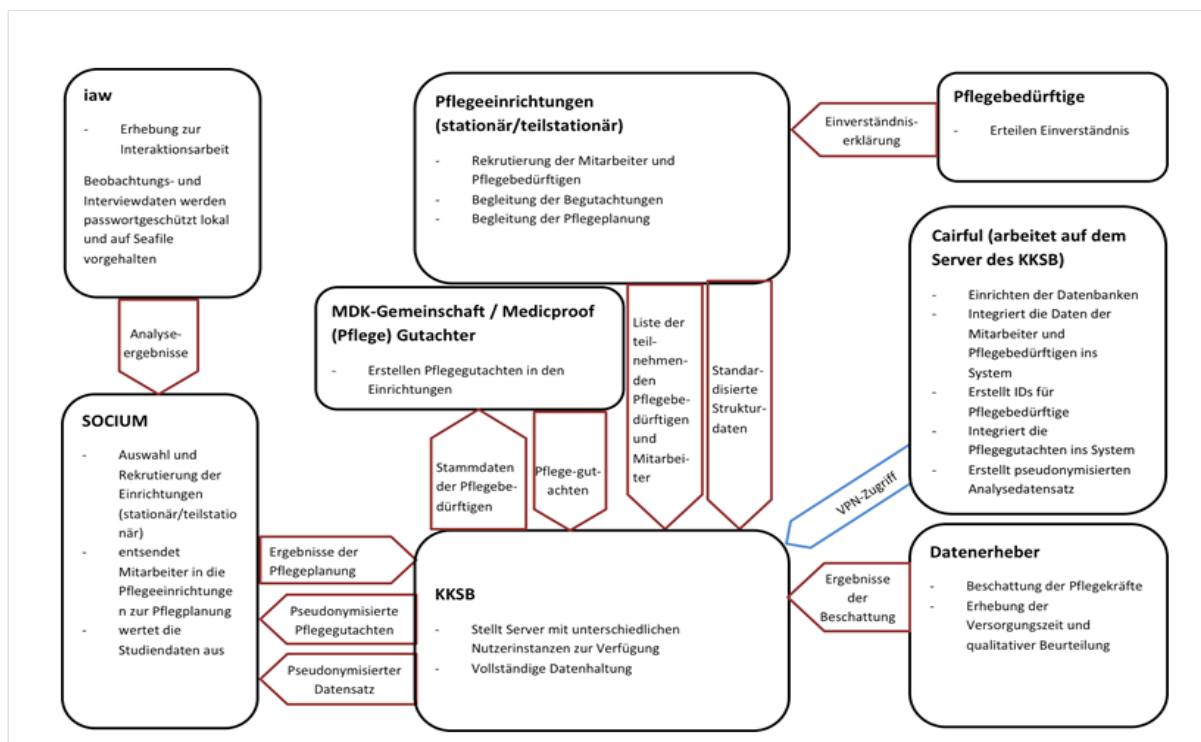 iaw
- Erhebung zur
Interaktionsarbeit
Beobachtungs- und
Interviewdaten werden
passwortgeschützt lokal
und auf Seafile
vorgehalten
Pflegeeinrichtungen
(stationär/teilstationär)
- Rekrutierung der Mitarbeiter und
Pflegebedürftigen
- Begleitung der Begutachtungen
- Begleitung der Pflegeplanung
Einverständnis-
erklärung
Pflegebedürftige
- Erteilen Einverständnis
Analyse-
ergebnisse
MDK-Gemeinschaft / Medicproof
(Pflege) Gutachter
- Erstellen Pflegegutachten in den
Einrichtungen
Liste der
teil-
nehmen-
den
Pflegebe-
dürftigen
und
Mitarbei-
ter
Standar-
disierte
Struktur-
daten
Cairful (arbeitet auf dem
Server des KKSB)
- Einrichten der Datenbanken
- Integriert die Daten der
Mitarbeiter und
Pflegebedürftigen ins
System
- Erstellt IDs für
Pflegebedürftige
- Integriert die
Pflegegutachten ins System
- Erstellt pseudonymisierten
Analysedatensatz
SOCIUM
- Auswahl und
Rekrutierung der
Einrichtungen
(stationär/teilstatio
när)
- entsendet
Mitarbeiter in die
Pflegeeinrichtunge
n zur Pflegplanung
- wertet die
Studiendaten aus
Stammdaten
der Pflegebe-
dürftigen
Pflege-gut-
achten
VPN-Zugriff
Ergebnisse der
Pflegeplanung
Pseudonymisierte
Pflegegutachten
Pseudonymisierter
Datensatz
KKSB
- Stellt Server mit unterschiedlichen
Nutzerinstanzen zur Verfügung
- Vollständige Datenhaltung
Ergebnisse
der
Beschattung
Datenerheber
- Beschattung der Pflegekräfte
- Erhebung der
Versorgungszeit und
qualitativer Beurteilung